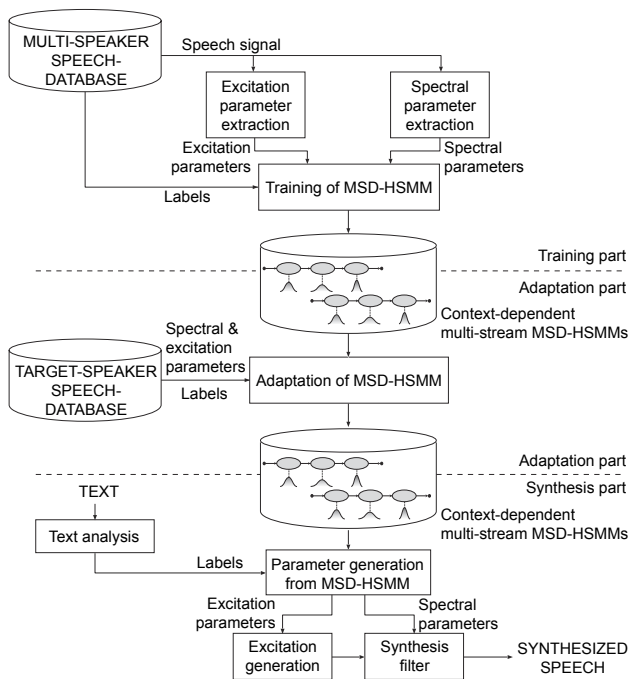 MULTI-SPEAKER
SPEECH-
DATABASE
Speech signal
Excitation
parameter
extraction
Spectral
parameter
extraction
Excitation
parameters
Spectral
parameters
Labels
Training of MSD-HSMM
Training part
Adaptation part
Context-dependent
multi-stream MSD-HSMMs
Spectral &
excitation
parameters
TARGET-SPEAKER
SPEECH-
DATABASE
Labels
Adaptation of MSD-HSMM
Adaptation part
Synthesis part
TEXT
Context-dependent
multi-stream MSD-HSMMs
Text analysis
Labels
Parameter generation
from MSD-HSMM
Excitation
parameters
Spectral
parameters
Excitation
generation
Synthesis
filter
SYNTHESIZED
SPEECH